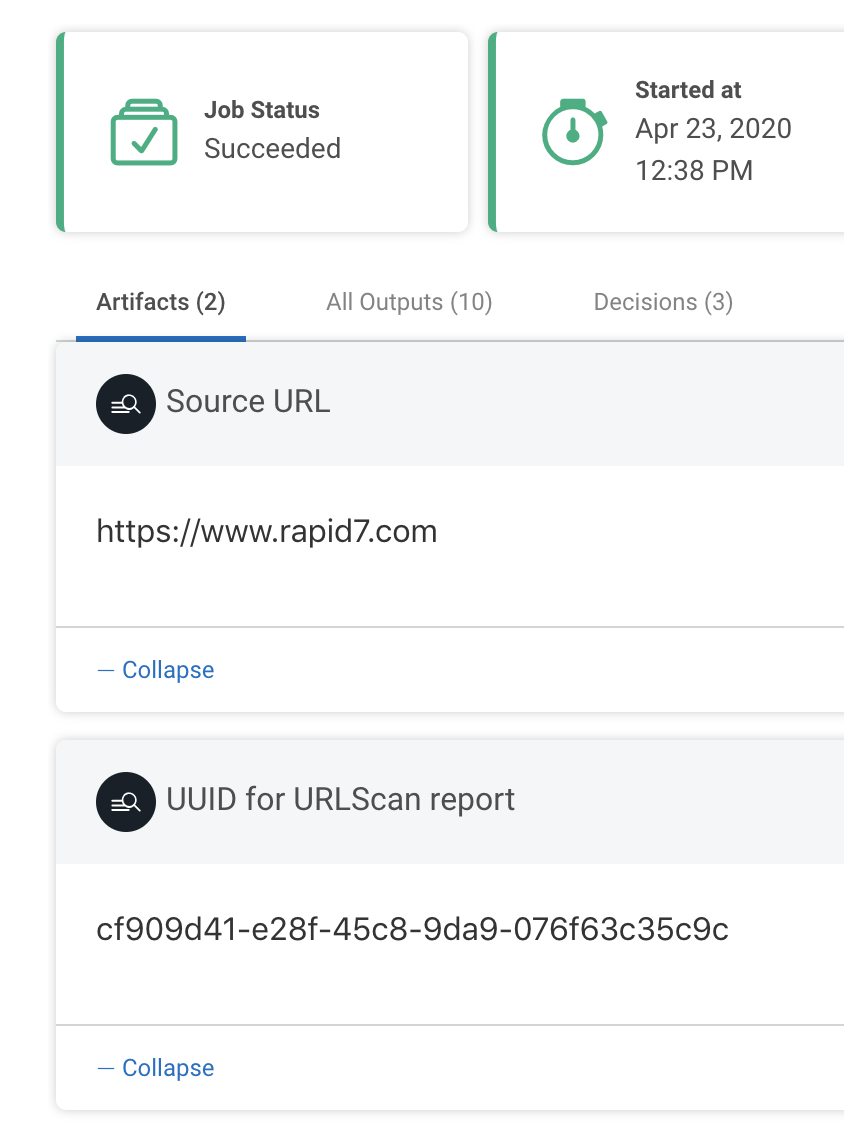 Job Status
Succeeded
Started at
Apr 23, 2020
12:38 PM
Artifacts (2)
All Outputs (10)
Decisions (3)
Source URL
https://www.rapid7.com
— Collapse
UUID for URLScan report
cf909d41-e28f-45c8-9da9-076f63c35c9c
— Collapse